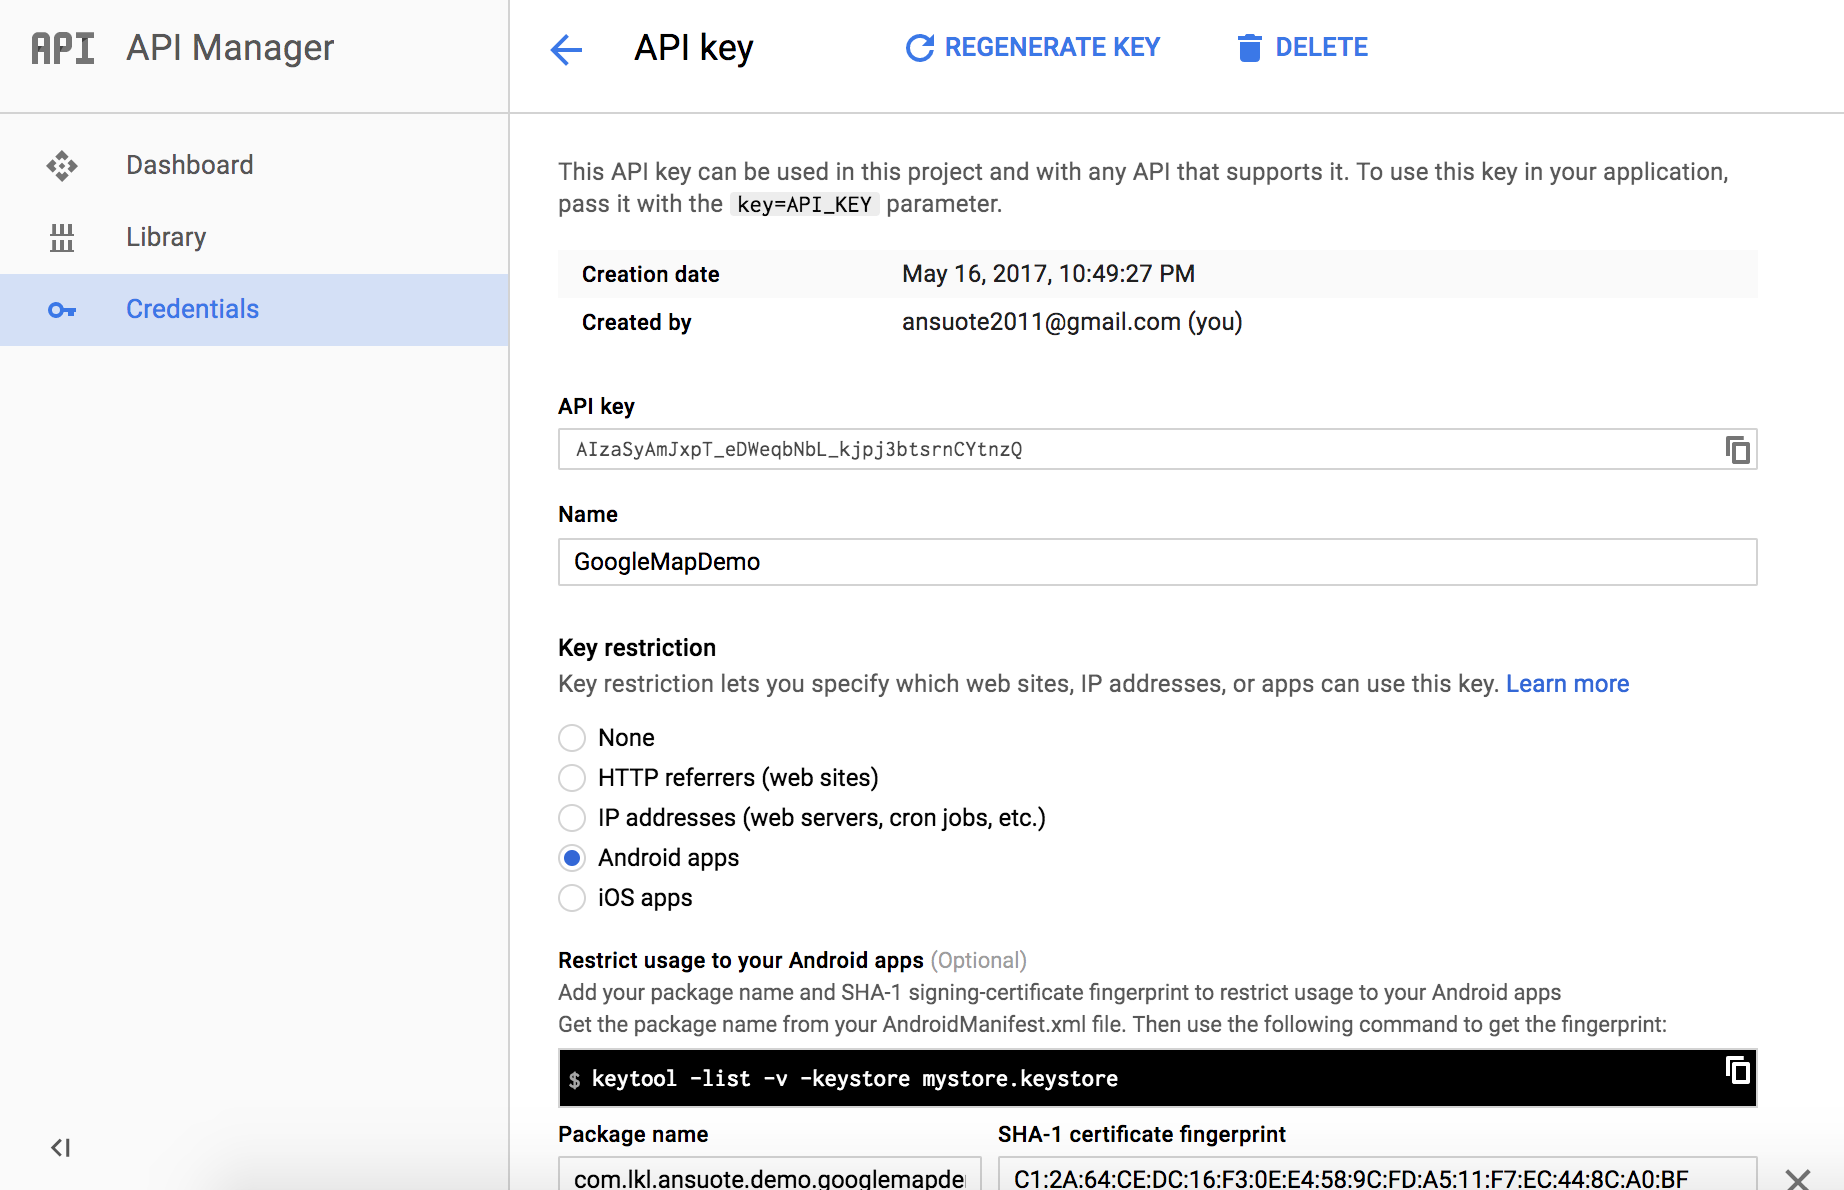 API API Manager
API key
REGENERATE KEY
DELETE
Dashboard
Library
Credentials
This API key can be used in this project and with any API that supports it. To use this key in your application,
pass it with the key=API_KEY parameter.
Creation date May 16, 2017, 10:49:27 PM
Created by ansuote2011@gmail.com (you)
API key
AIzaSyAmJxpT_eDWeqbNbL_kjpj3btsrnCYtnzQ
Name
GoogleMapDemo
Key restriction
Key restriction lets you specify which web sites, IP addresses, or apps can use this key. Learn more
None
HTTP referrers (web sites)
IP addresses (web servers, cron jobs, etc.)
Android apps
iOS apps
Restrict usage to your Android apps (Optional)
Add your package name and SHA-1 signing-certificate fingerprint to restrict usage to your Android apps
Get the package name from your AndroidManifest.xml file. Then use the following command to get the fingerprint:
$ keytool -list -v -keystore mystore.keystore
Package name SHA-1 certificate fingerprint
com.lkl.ansuote.demo.googlemapde C1:2A:64:CE:DC:16:F3:0E:E4:58:9C:FD:A5:11:F7:EC:44:8C:A0:BF